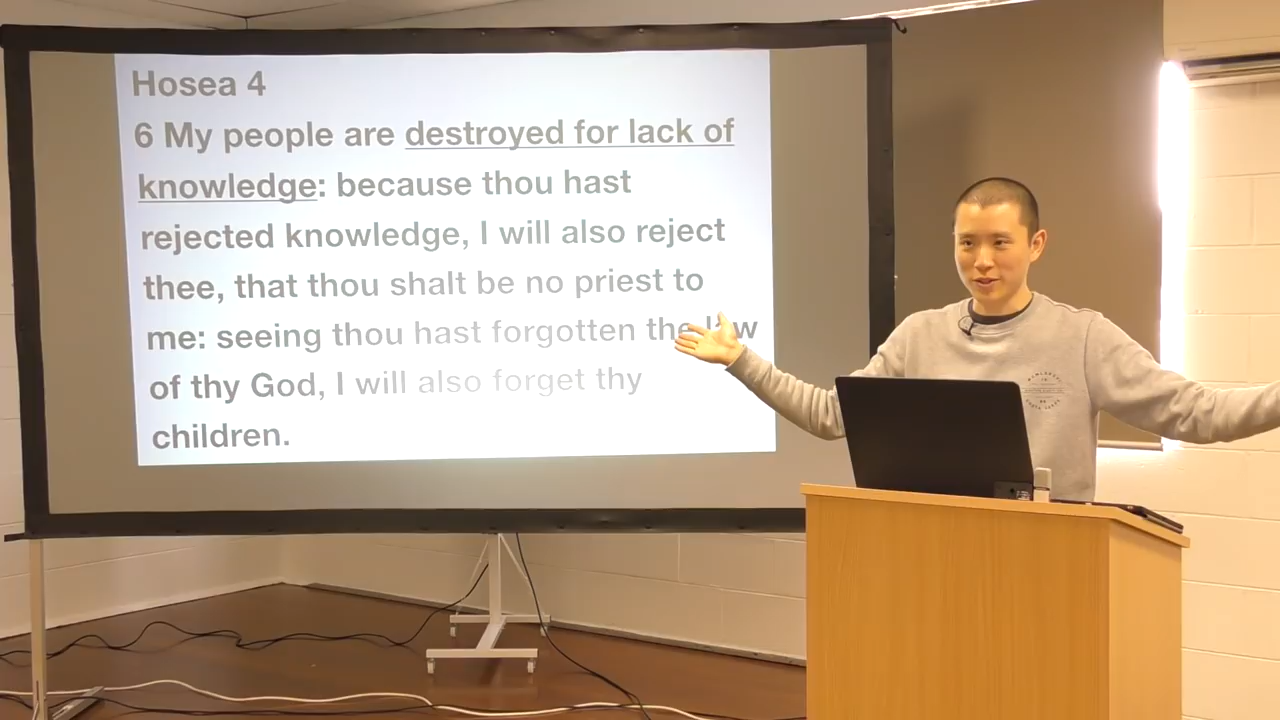 Hosea 4
6 My people are destroyed for lack of
knowledge: because thou hast
rejected knowledge, I will also reject
thee, that thou shalt be no priest to
me: seeing thou hast forgotten the law
of thy God, I will also forget thy
children.